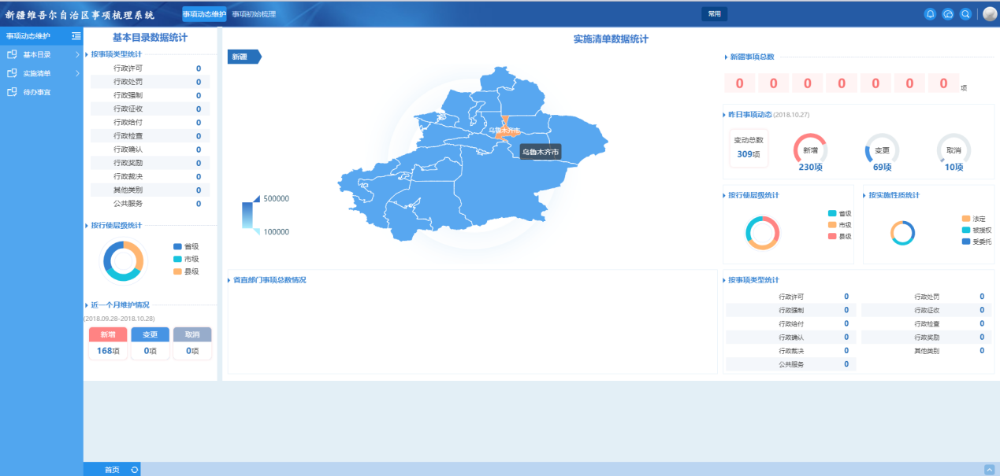 新疆维吾尔自治区事项梳理系统
事项动态维护
事项初始梳理
常用
事项动态维护
基本目录
实施清单
待办事宜
基本目录数据统计
按事项类型统计
行政许可 0
行政处罚 0
行政强制 0
行政征收 0
行政给付 0
行政检查 0
行政确认 0
行政奖励 0
行政裁决 0
其他类别 0
公共服务 0
按行使层级统计
省级
市级
县级
近一个月维护情况
(2018.09.28-2018.10.28)
新增 变更 取消
168项 0项 0项
实施清单数据统计
新疆
乌鲁木齐市
乌鲁木齐市
500000
100000
省直部门事项总数情况
新疆事项总数
0 0 0 0 0 0 0 项
昨日事项动态(2018.10.27)
变动总数
309项
新增
230项
变更
69项
取消
10项
按行使层级统计
省级
市级
县级
按实施性质统计
法定
被授权
受委托
按事项类型统计
行政许可 0 行政处罚 0
行政强制 0 行政征收 0
行政给付 0 行政检查 0
行政确认 0 行政奖励 0
行政裁决 0 其他类别 0
公共服务 0
首页